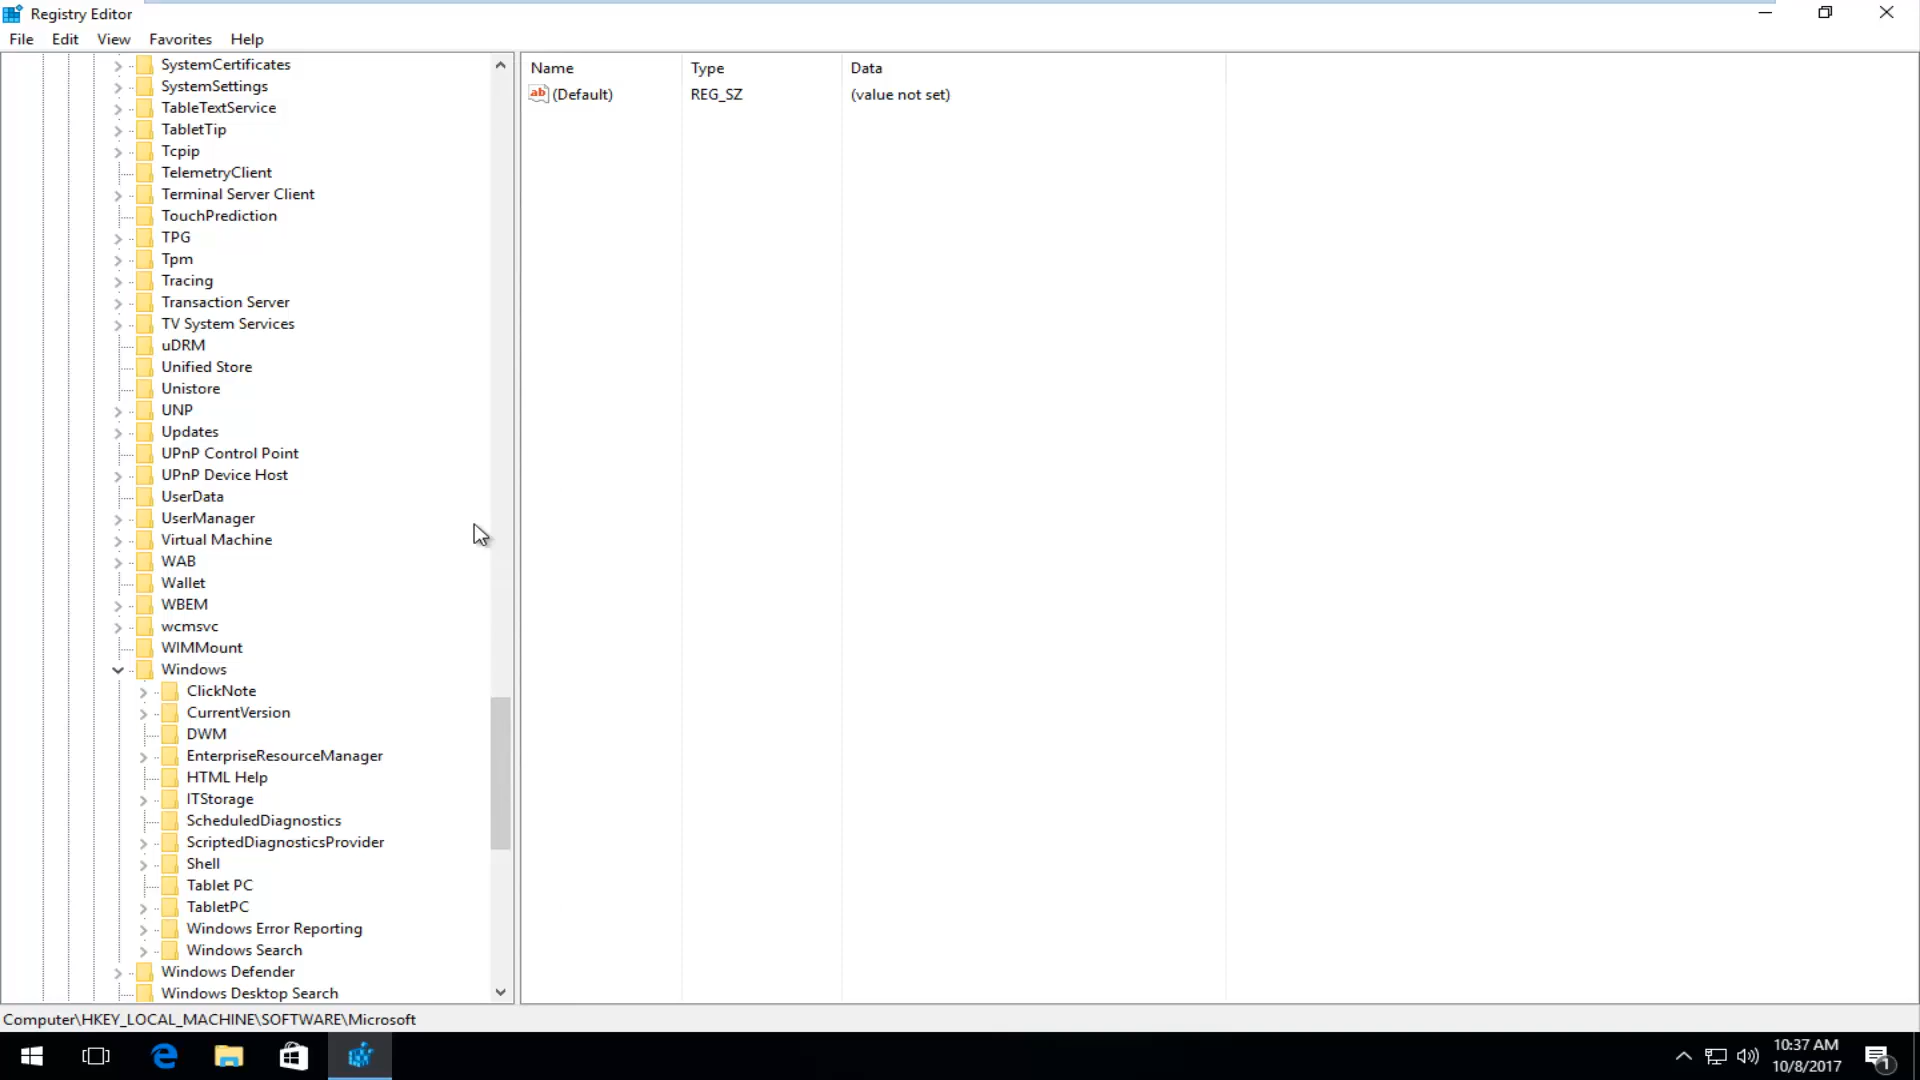 Registry Editor
File Edit View Favorites Help
SystemCertificates
SystemSettings
TableTextService
TabletTip
Tcpip
TelemetryClient
Terminal Server Client
TouchPrediction
TPG
Tpm
Tracing
Transaction Server
TV System Services
uDRM
Unified Store
Unistore
UNP
Updates
UPnP Control Point
UPnP Device Host
UserData
UserManager
Virtual Machine
WAB
Wallet
WBEM
wcmsvc
WIMMount
Windows
ClickNote
CurrentVersion
DWM
EnterpriseResourceManager
HTML Help
ITStorage
ScheduledDiagnostics
ScriptedDiagnosticsProvider
Shell
Tablet PC
TabletPC
Windows Error Reporting
Windows Search
Windows Defender
Windows Desktop Search
Name Type Data
ab (Default) REG_SZ (value not set)
Computer\HKEY_LOCAL_MACHINE\SOFTWARE\Microsoft
10:37 AM
10/8/2017
1